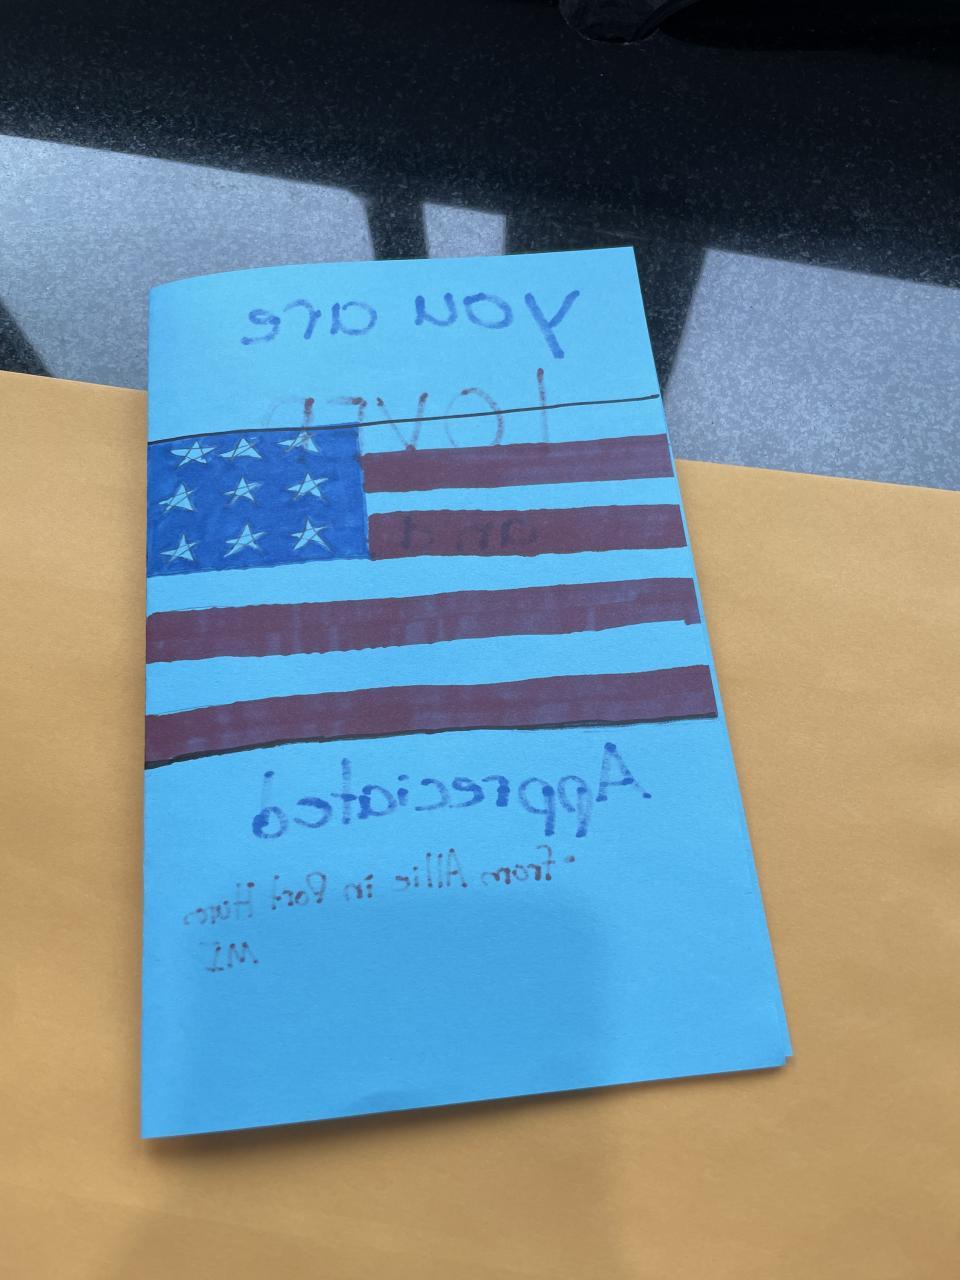 you are
LOVED
and
Appreciated
·from Allie in Port Huron
MI